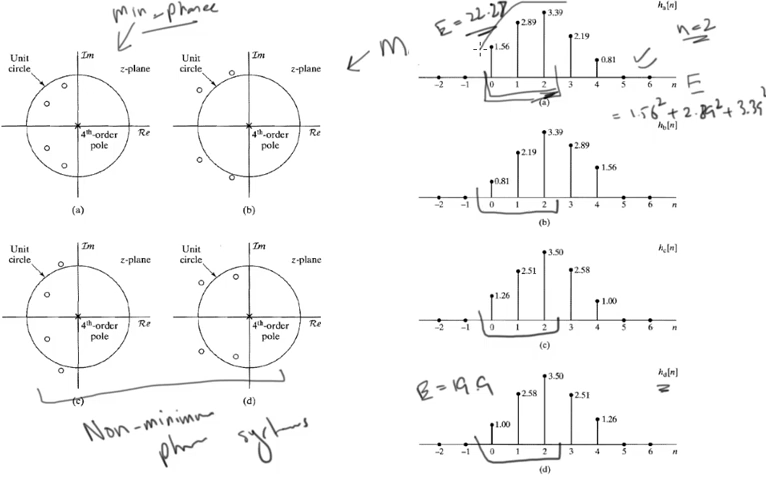 min-phase
Unit
circle
Im
z-plane
Re
4th-order
pole
(a)
Unit
circle
Im
z-plane
Re
4th-order
pole
(b)
M
Unit
circle
Im
z-plane
Re
4th-order
pole
(c)
Unit
circle
Im
z-plane
Re
4th-order
pole
(d)
Non-minimum
phase systems
E = 22.27
1.56
2.89
3.39
2.19
0.81
ha[n]
n=2
-2 -1 0 1 2 3 4 5 6 n
(a)
E
= 1.56² + 2.89² + 3.39²
0.81
2.19
3.39
2.89
1.56
hb[n]
-2 -1 0 1 2 3 4 5 6 n
(b)
1.26
2.51
3.50
2.58
1.00
hc[n]
-2 -1 0 1 2 3 4 5 6 n
(c)
E = 19.9
1.00
2.58
3.50
2.51
1.26
hd[n]
-2 -1 0 1 2 3 4 5 6 n
(d)